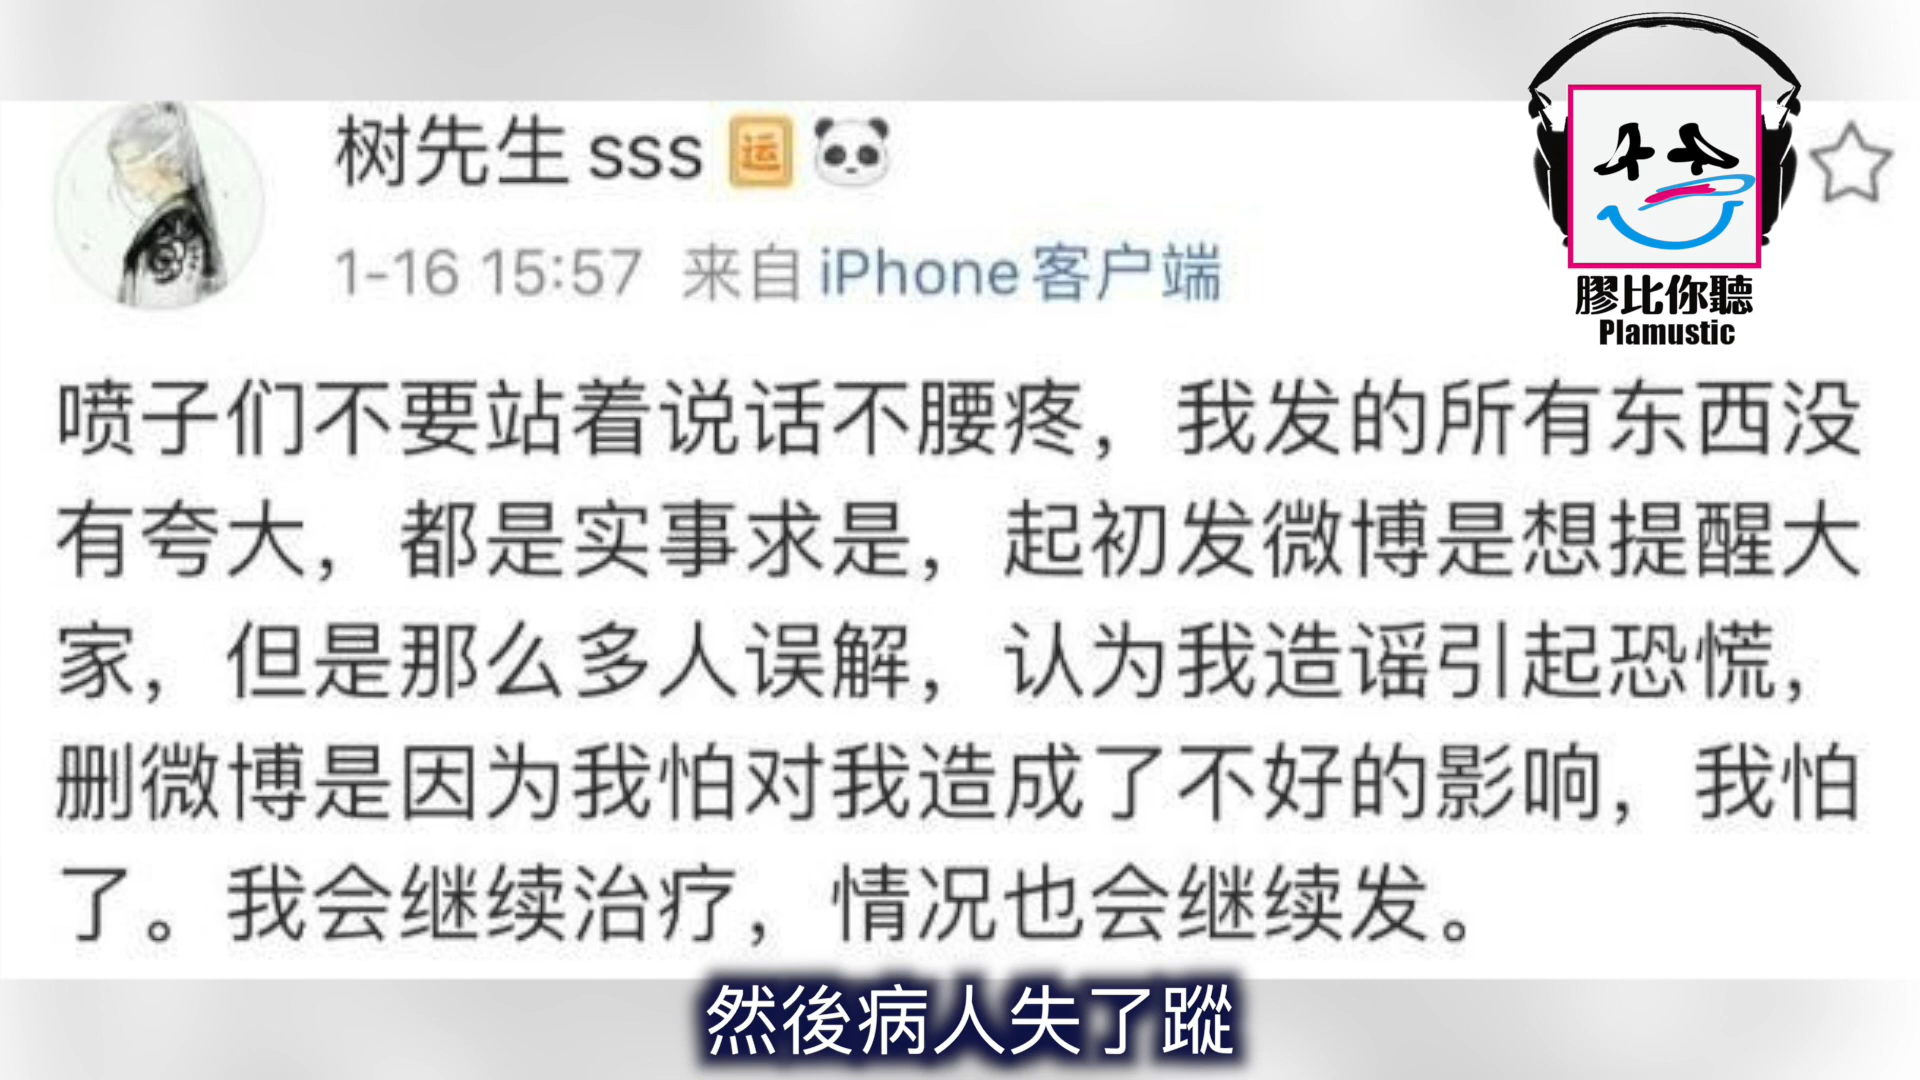 树先生sss 运
1-16 15:57 来自 iPhone客户端
膠比你聽
Plamustic
喷子们不要站着说话不腰疼，我发的所有东西没
有夸大，都是实事求是，起初发微博是想提醒大
家，但是那么多人误解，认为我造谣引起恐慌，
删微博是因为我怕对我造成了不好的影响，我怕
了。我会继续治疗，情况也会继续发。
然後病人失了蹤